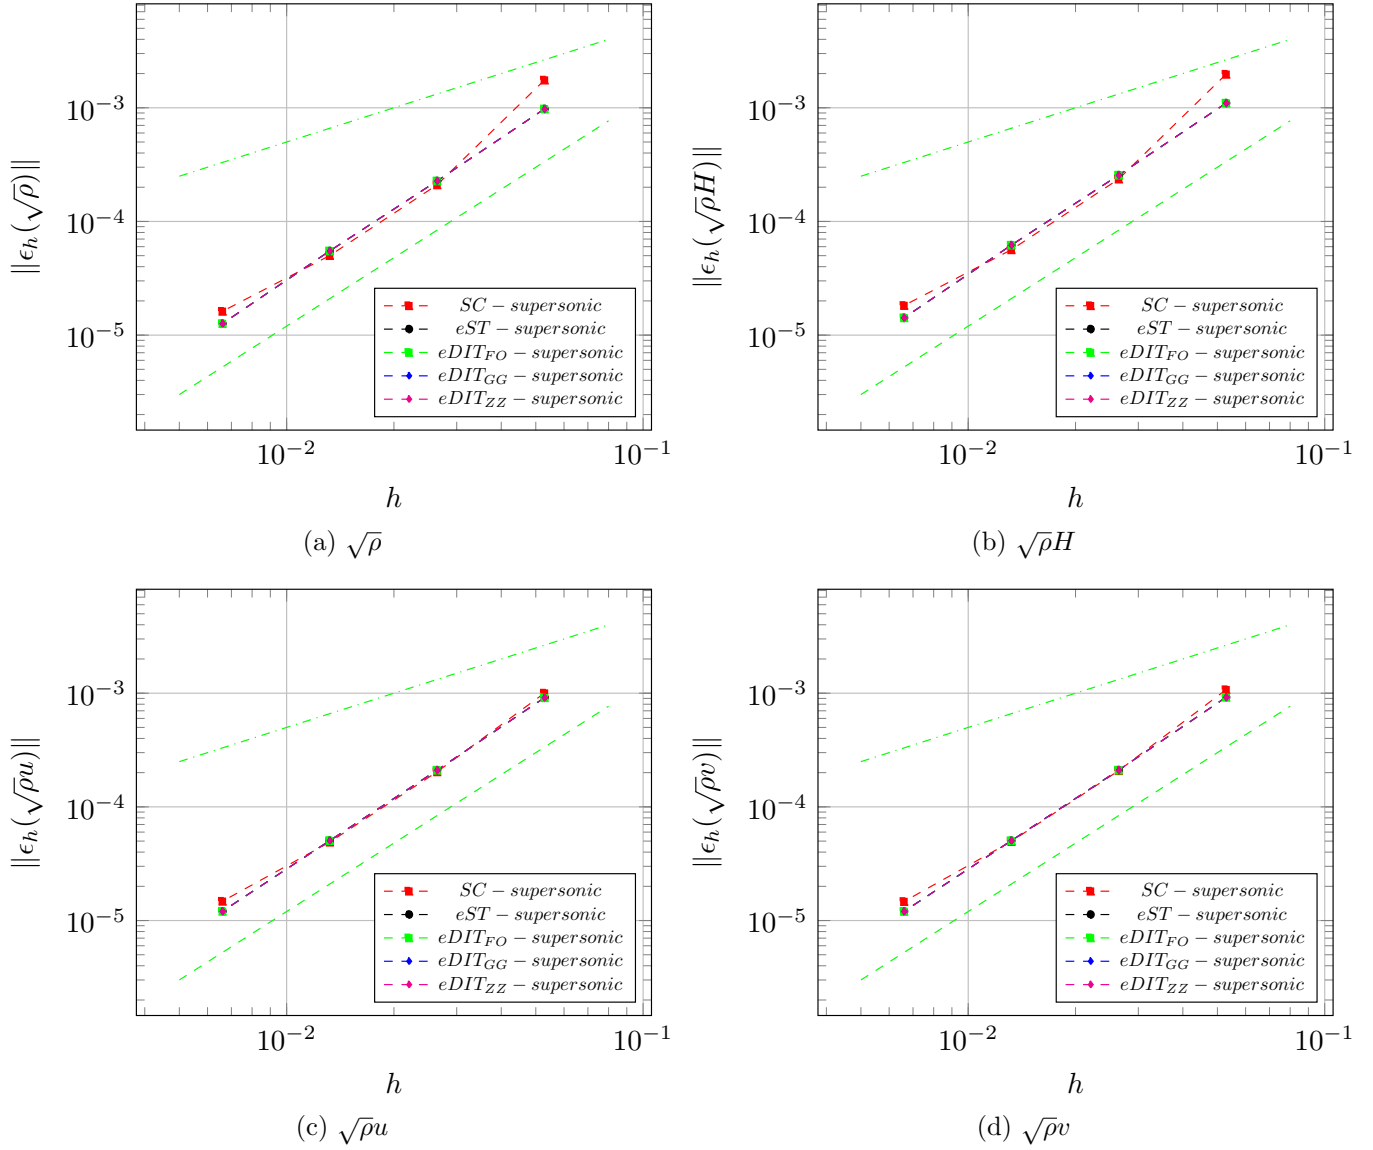 ‖ϵ_h(√ρ)‖
10^−3
10^−4
10^−5
10^−2
10^−1
h
SC − supersonic
eST − supersonic
eDIT_FO − supersonic
eDIT_GG − supersonic
eDIT_ZZ − supersonic
(a) √ρ
‖ϵ_h(√ρH)‖
10^−3
10^−4
10^−5
10^−2
10^−1
h
SC − supersonic
eST − supersonic
eDIT_FO − supersonic
eDIT_GG − supersonic
eDIT_ZZ − supersonic
(b) √ρH
‖ϵ_h(√ρu)‖
10^−3
10^−4
10^−5
10^−2
10^−1
h
SC − supersonic
eST − supersonic
eDIT_FO − supersonic
eDIT_GG − supersonic
eDIT_ZZ − supersonic
(c) √ρu
‖ϵ_h(√ρv)‖
10^−3
10^−4
10^−5
10^−2
10^−1
h
SC − supersonic
eST − supersonic
eDIT_FO − supersonic
eDIT_GG − supersonic
eDIT_ZZ − supersonic
(d) √ρv